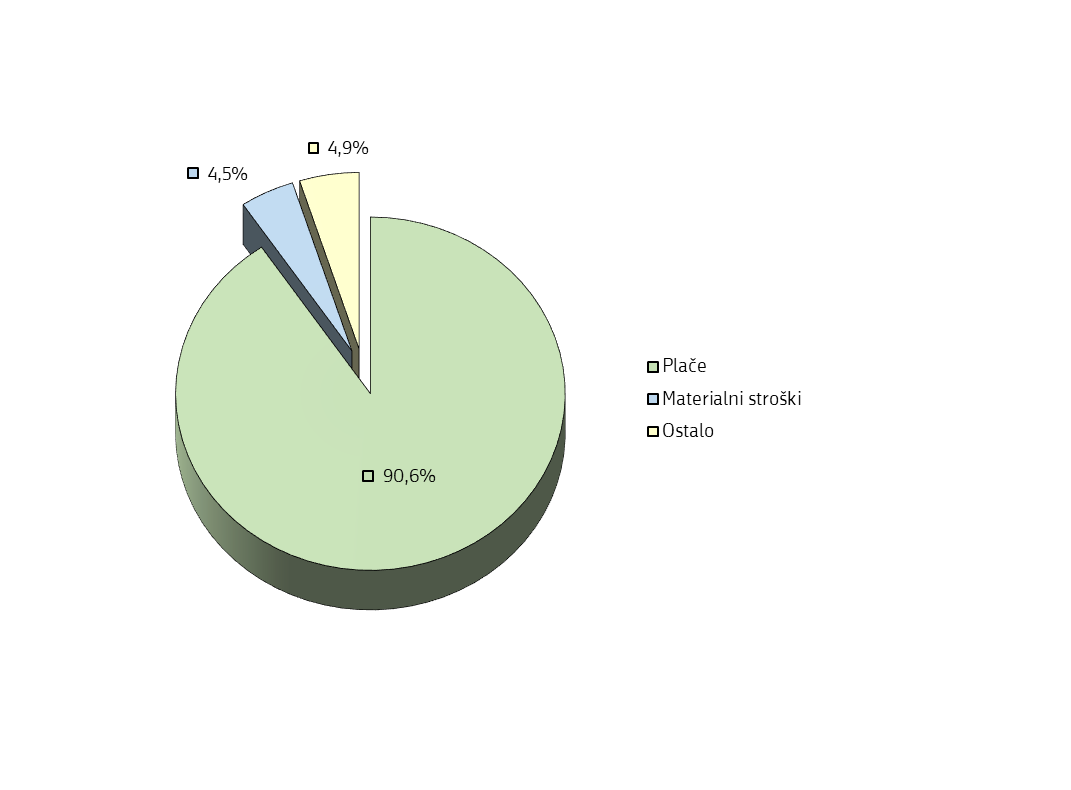 4,9%
4,5%
90,6%
Plače
Materialni stroški
Ostalo